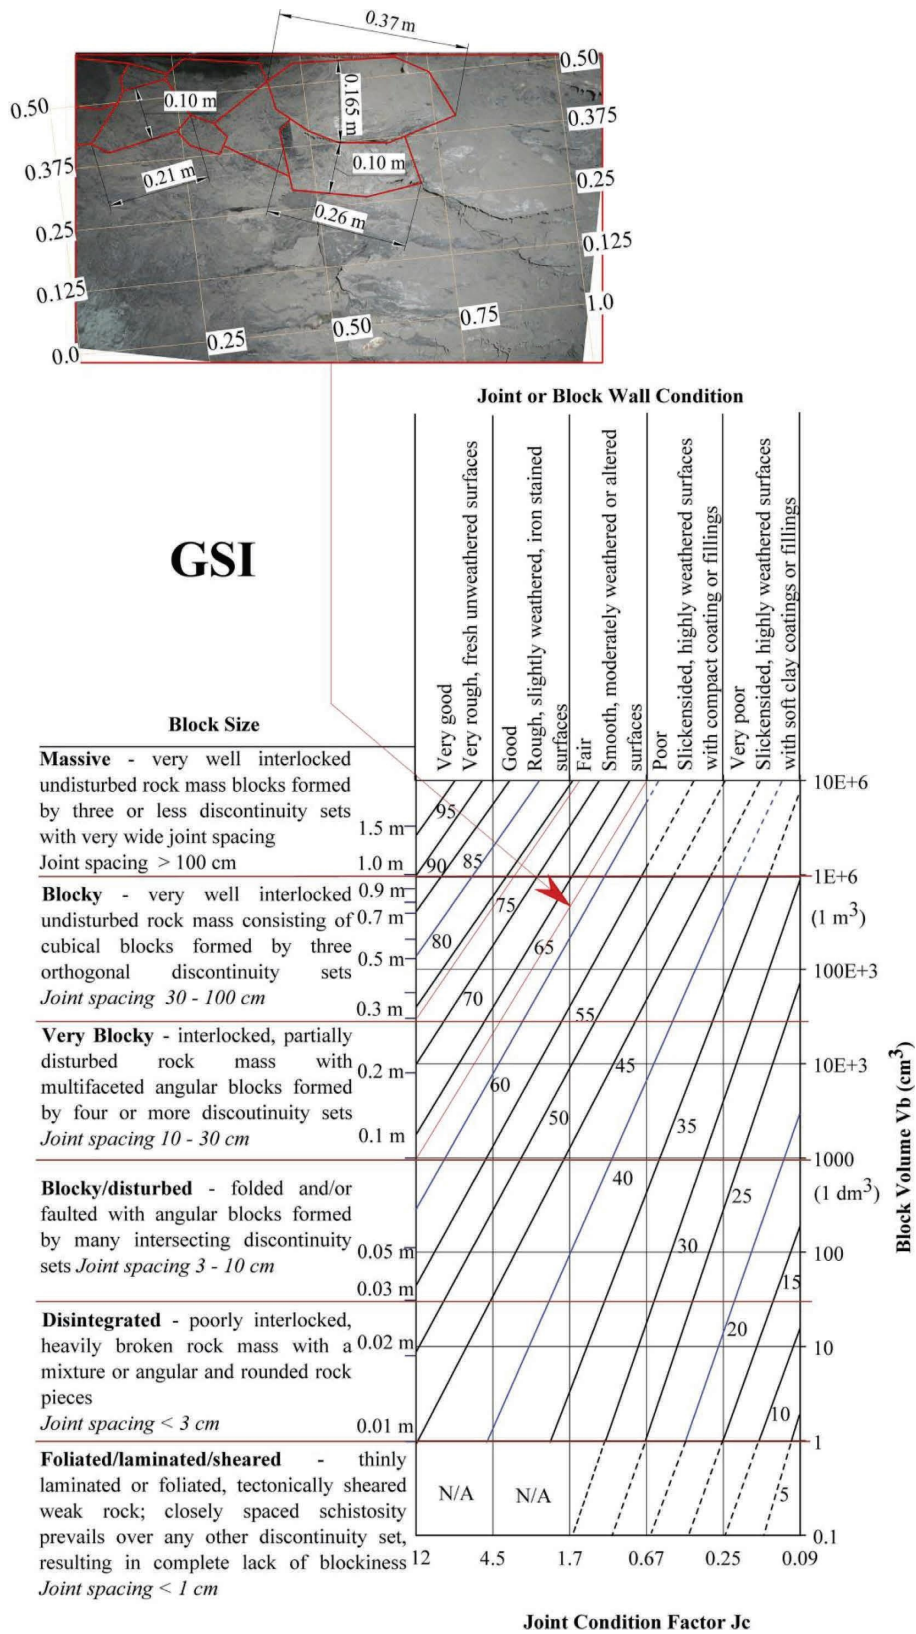 0.37 m
0.50
0.50
0.10 m
0.165 m
0.375
0.375
0.21 m
0.10 m
0.25
0.25
0.26 m
0.125
0.125
1.0
0.0
0.25
0.50
0.75
Joint or Block Wall Condition
GSI
Very good
Very rough, fresh unweathered surfaces
Good
Rough, slightly weathered, iron stained
surfaces
Fair
Smooth, moderately weathered or altered
surfaces
Poor
Slickensided, highly weathered surfaces
with compact coating or fillings
Very poor
Slickensided, highly weathered surfaces
with soft clay coatings or fillings
Block Size
Massive - very well interlocked
undisturbed rock mass blocks formed
by three or less discontinuity sets
with very wide joint spacing
Joint spacing > 100 cm
Blocky - very well interlocked
undisturbed rock mass consisting of
cubical blocks formed by three
orthogonal discontinuity sets
Joint spacing 30 - 100 cm
Very Blocky - interlocked, partially
disturbed rock mass with
multifaceted angular blocks formed
by four or more discoutinuity sets
Joint spacing 10 - 30 cm
Blocky/disturbed - folded and/or
faulted with angular blocks formed
by many intersecting discontinuity
sets Joint spacing 3 - 10 cm
Disintegrated - poorly interlocked,
heavily broken rock mass with a
mixture or angular and rounded rock
pieces
Joint spacing < 3 cm
Foliated/laminated/sheared - thinly
laminated or foliated, tectonically sheared
weak rock; closely spaced schistosity
prevails over any other discontinuity set,
resulting in complete lack of blockiness
Joint spacing < 1 cm
1.5 m
1.0 m
0.9 m
0.7 m
0.5 m
0.3 m
0.2 m
0.1 m
0.05 m
0.03 m
0.02 m
0.01 m
95
90
85
80
75
70
65
60
55
50
45
40
35
30
25
20
15
10
5
N/A
N/A
10E+6
1E+6
(1 m³)
100E+3
10E+3
1000
(1 dm³)
100
10
1
0.1
Block Volume Vb (cm³)
12
4.5
1.7
0.67
0.25
0.09
Joint Condition Factor Jc